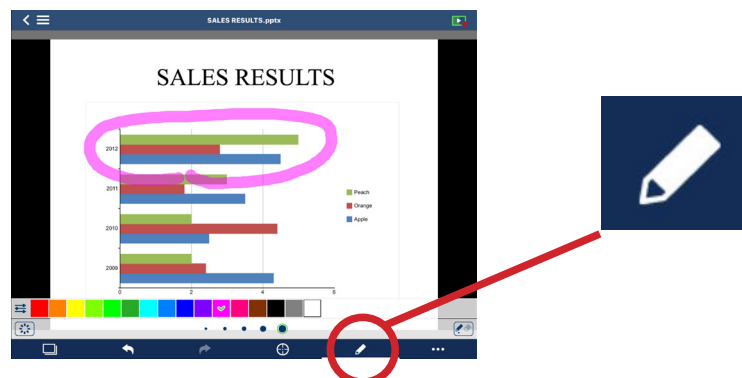 SALES RESULTS.pptx
SALES RESULTS
2012
2011
2010
2009
0 2 4 6
Peach
Orange
Apple